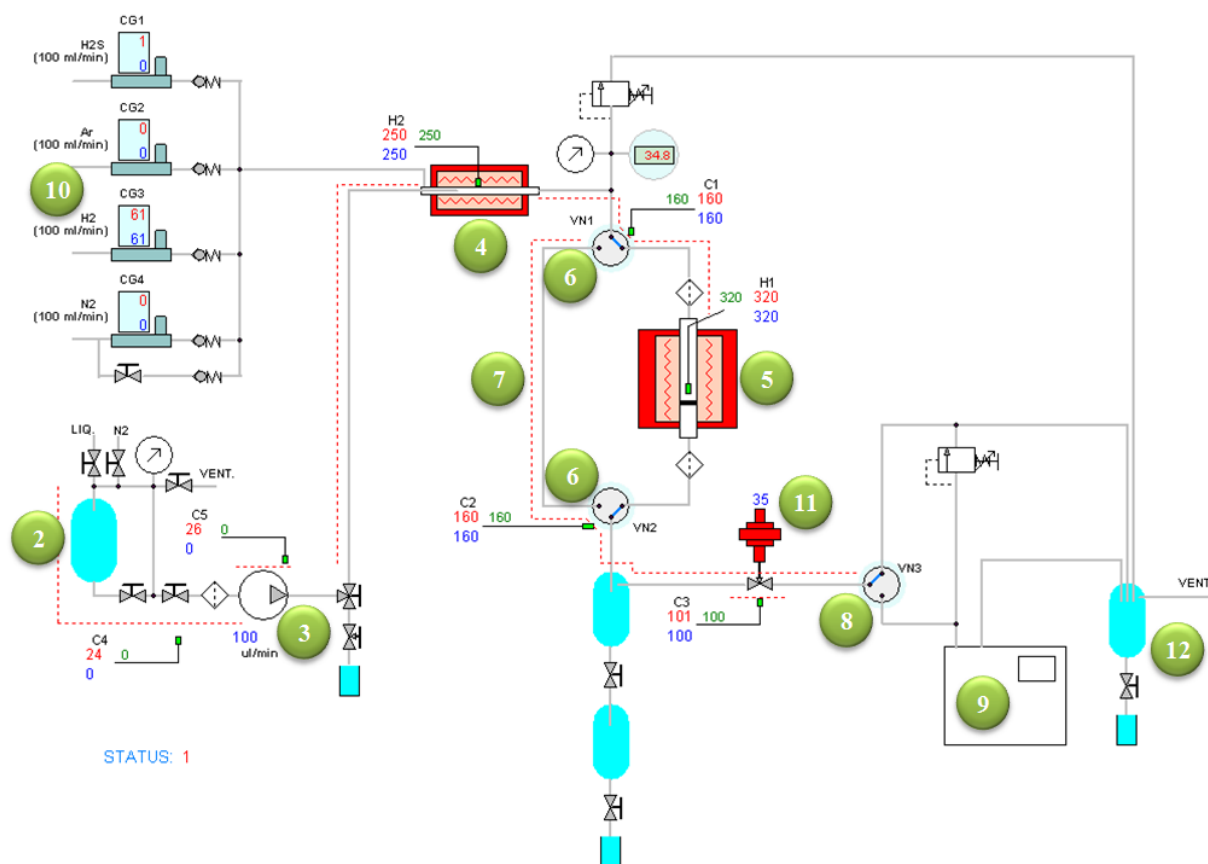 CG1
H2S
(100 ml/min)
1
0
CG2
Ar
(100 ml/min)
0
0
10
CG3
H2
(100 ml/min)
61
61
CG4
N2
(100 ml/min)
0
0
H2
250
250
250
4
34.8
C1
160
160
160
VN1
6
H1
320
320
320
5
7
LIQ.
N2
VENT.
2
C5
26
0
0
3
100
ul/min
C4
24
0
0
6
VN2
C2
160
160
160
35
11
C3
101
100
100
VN3
8
9
VENT
12
STATUS: 1